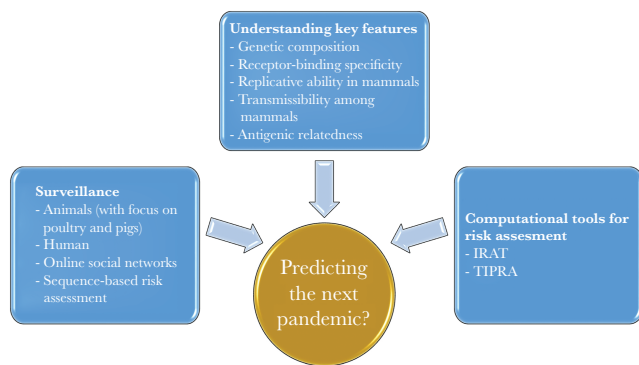 Understanding key features
- Genetic composition
- Receptor-binding specificity
- Replicative ability in mammals
- Transmissibility among
mammals
- Antigenic relatedness
Surveillance
- Animals (with focus on
poultry and pigs)
- Human
- Online social networks
- Sequence-based risk
assessment
Predicting
the next
pandemic?
Computational tools for
risk assesment
- IRAT
- TIPRA